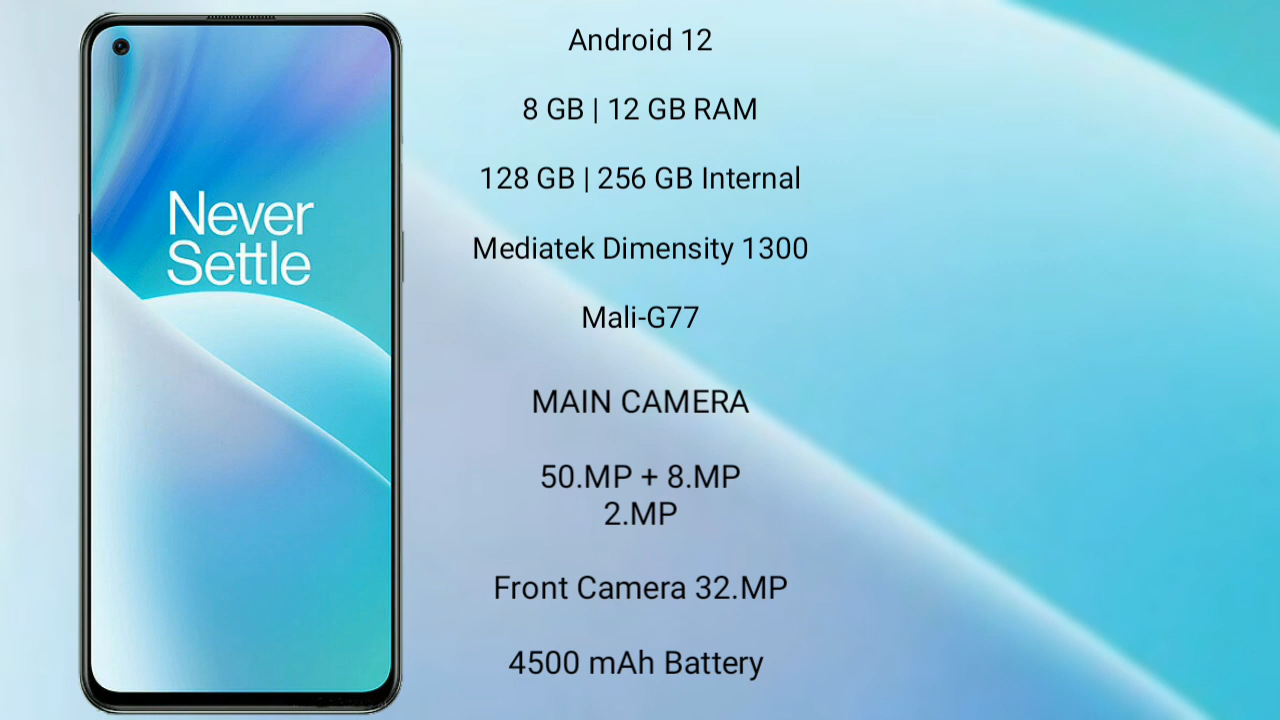 Never
Settle
Android 12
8 GB | 12 GB RAM
128 GB | 256 GB Internal
Mediatek Dimensity 1300
Mali-G77
MAIN CAMERA
50.MP + 8.MP
2.MP
Front Camera 32.MP
4500 mAh Battery